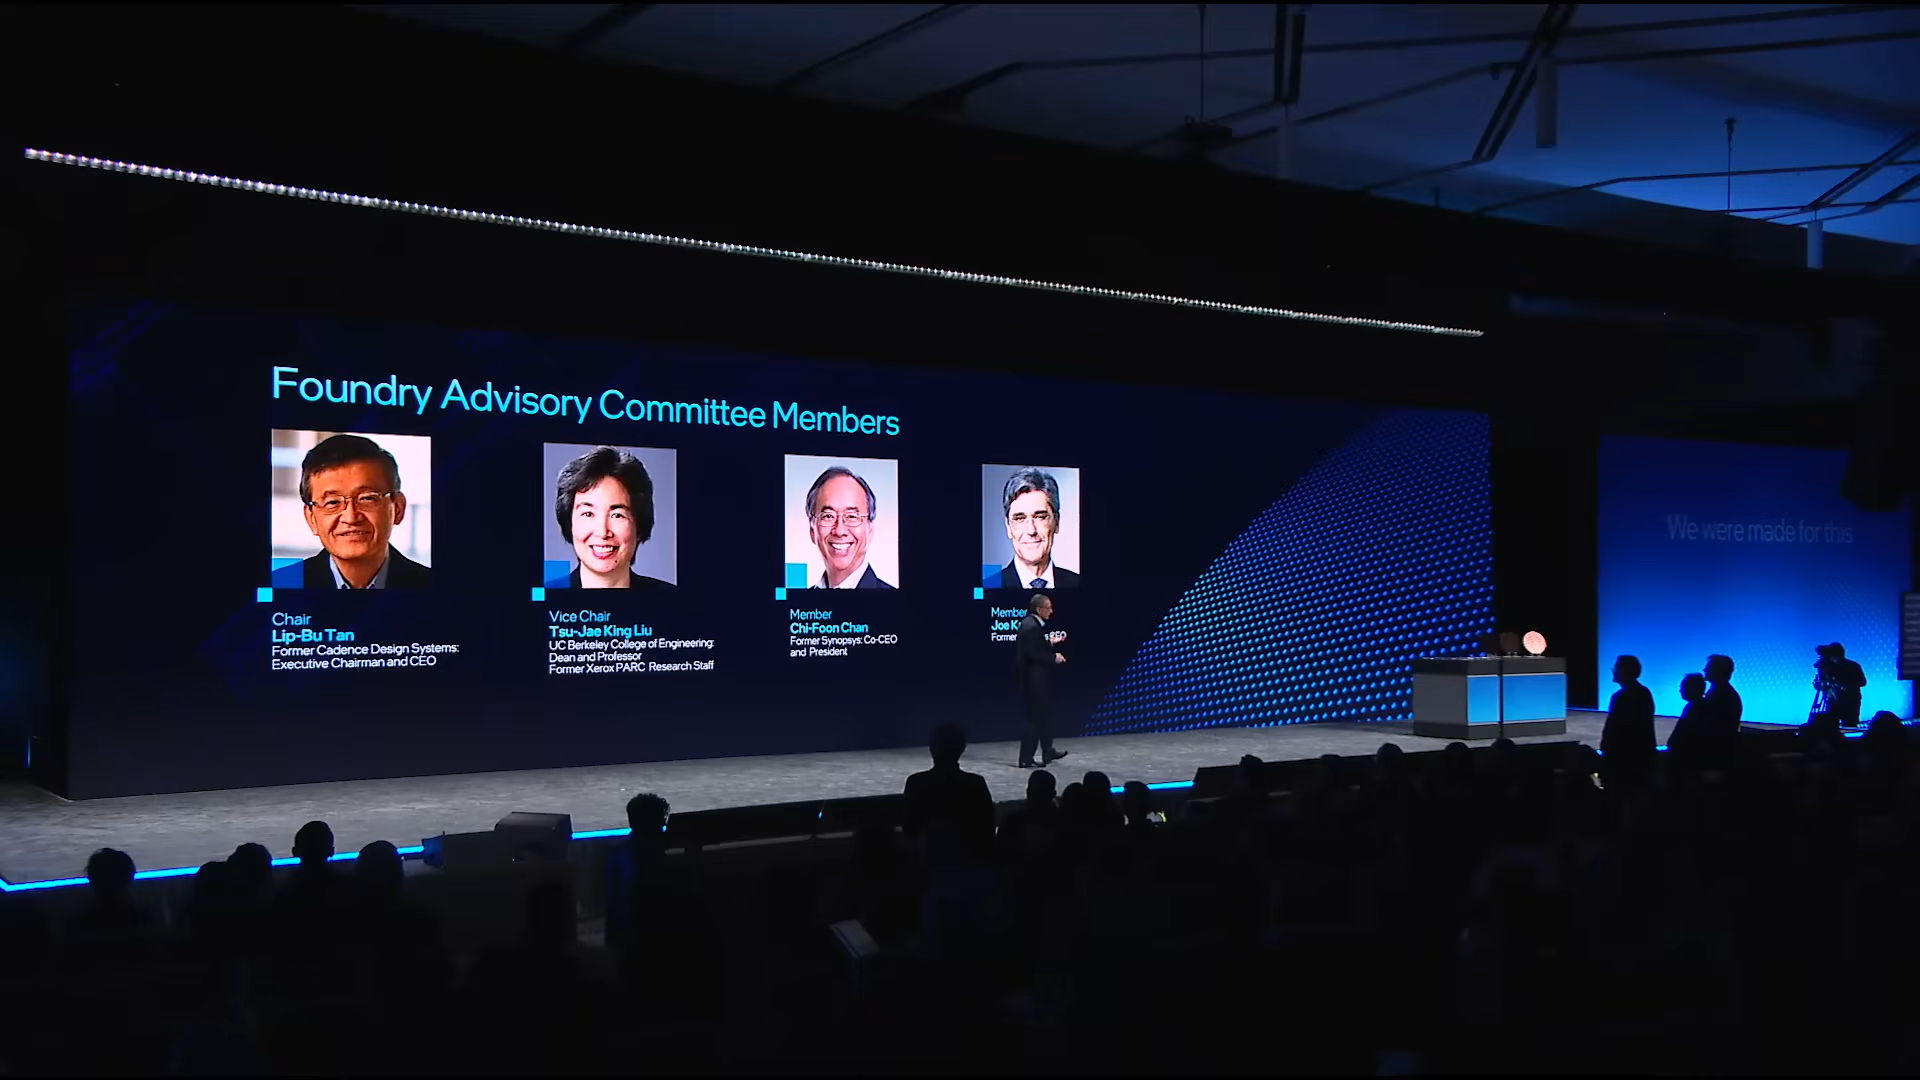 Foundry Advisory Committee Members
Chair
Lip-Bu Tan
Former Cadence Design Systems:
Executive Chairman and CEO
Vice Chair
Tsu-Jae King Liu
UC Berkeley College of Engineering:
Dean and Professor
Former Xerox PARC Research Staff
Member
Chi-Foon Chan
Former Synopsys: Co-CEO
and President
Member
Joe
CEO
We were made for this